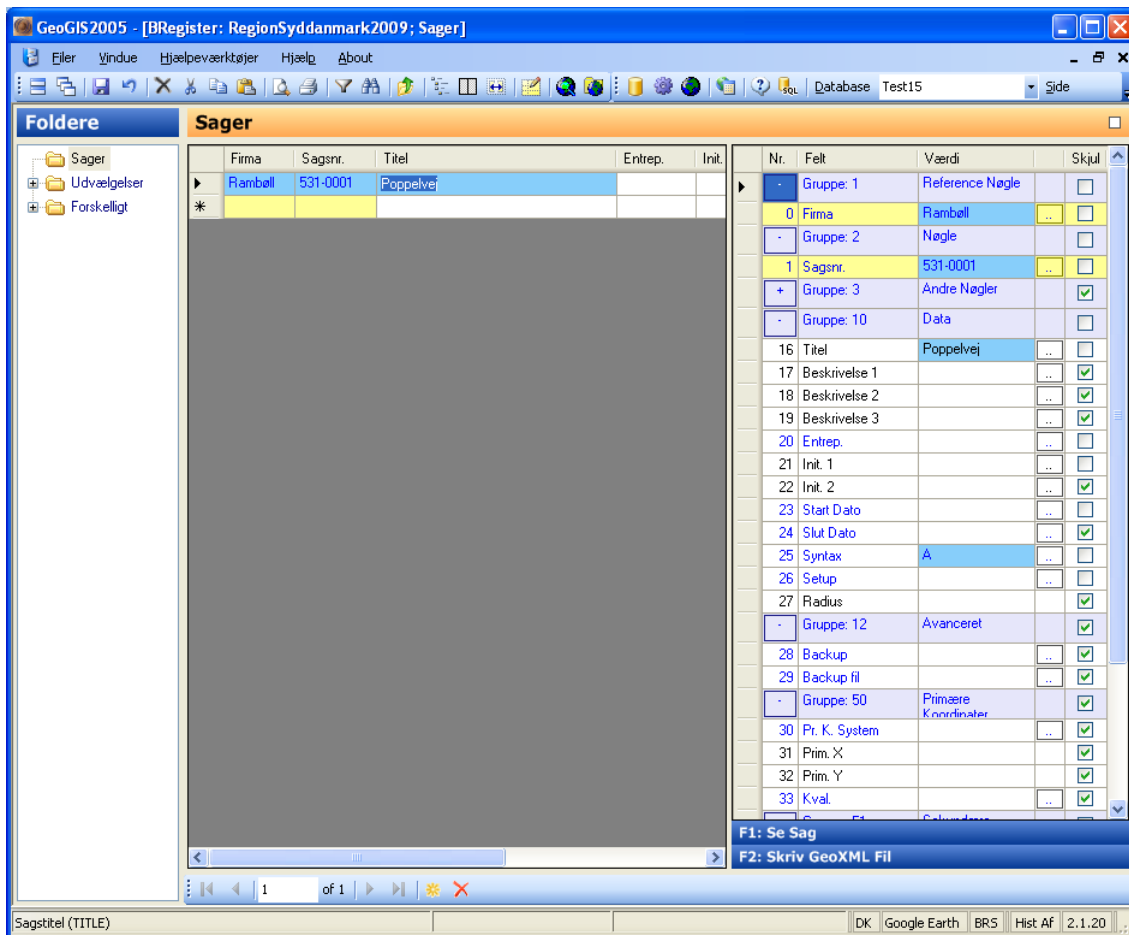 GeoGIS2005 - [BRegister: RegionSyddanmark2009; Sager]
Eiler Vindue Hjælpeværktøjer Hjælp About
SQL Database Test15 Side
Foldere
Sager
Udvælgelser
Forskelligt
Sager
Firma Sagsnr. Titel Entrep. Init.
Rambøll 531-0001 Poppelvej
Nr. Felt Værdi Skjul
- Gruppe: 1 Reference Nøgle
0 Firma Rambøll ..
- Gruppe: 2 Nøgle
1 Sagsnr. 531-0001 ..
+ Gruppe: 3 Andre Nøgler
- Gruppe: 10 Data
16 Titel Poppelvej ..
17 Beskrivelse 1 ..
18 Beskrivelse 2 ..
19 Beskrivelse 3 ..
20 Entrep. ..
21 Init. 1 ..
22 Init. 2 ..
23 Start Dato ..
24 Slut Dato ..
25 Syntax A ..
26 Setup ..
27 Radius
- Gruppe: 12 Avanceret
28 Backup ..
29 Backup fil ..
- Gruppe: 50 Primære Koordinater
30 Pr. K. System ..
31 Prim. X
32 Prim. Y
33 Kval. ..
F1: Se Sag
F2: Skriv GeoXML Fil
1 of 1
Sagstitel (TITLE) DK Google Earth BRS Hist Af 2.1.20